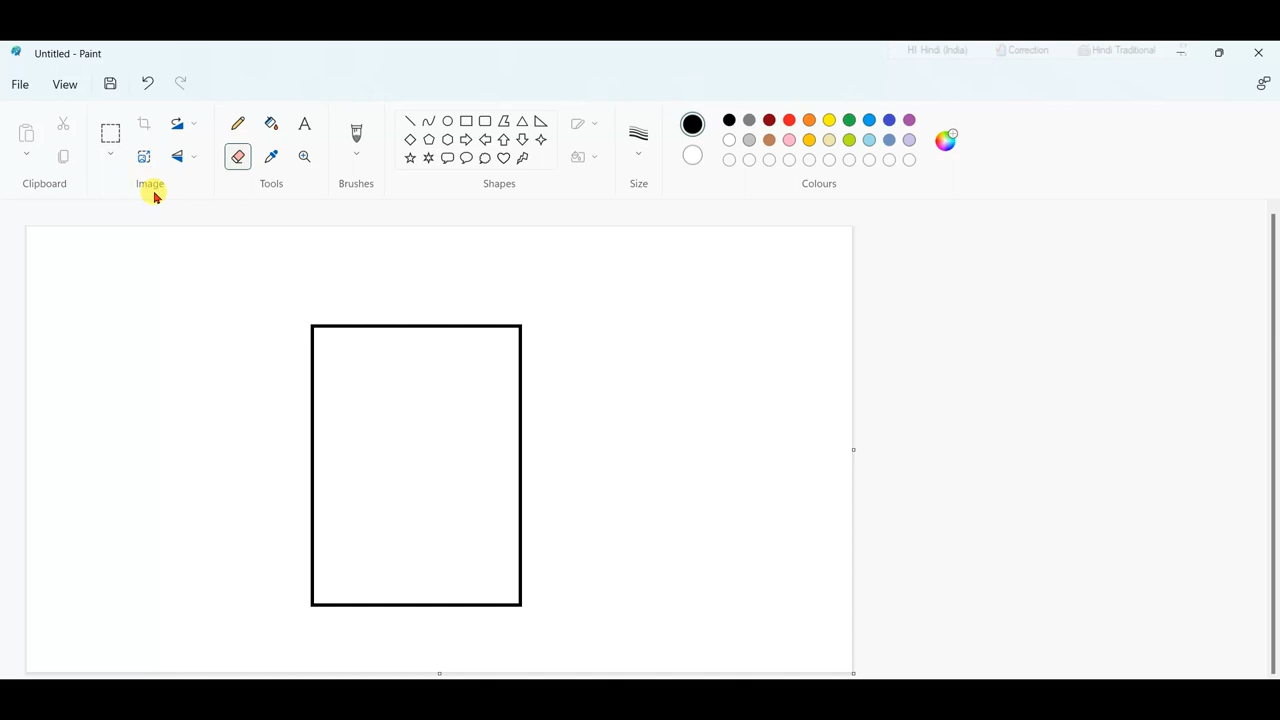 Untitled - Paint
HI Hindi (India) Correction Hindi Traditional
File View
A
Clipboard Image Tools Brushes Shapes Size Colours